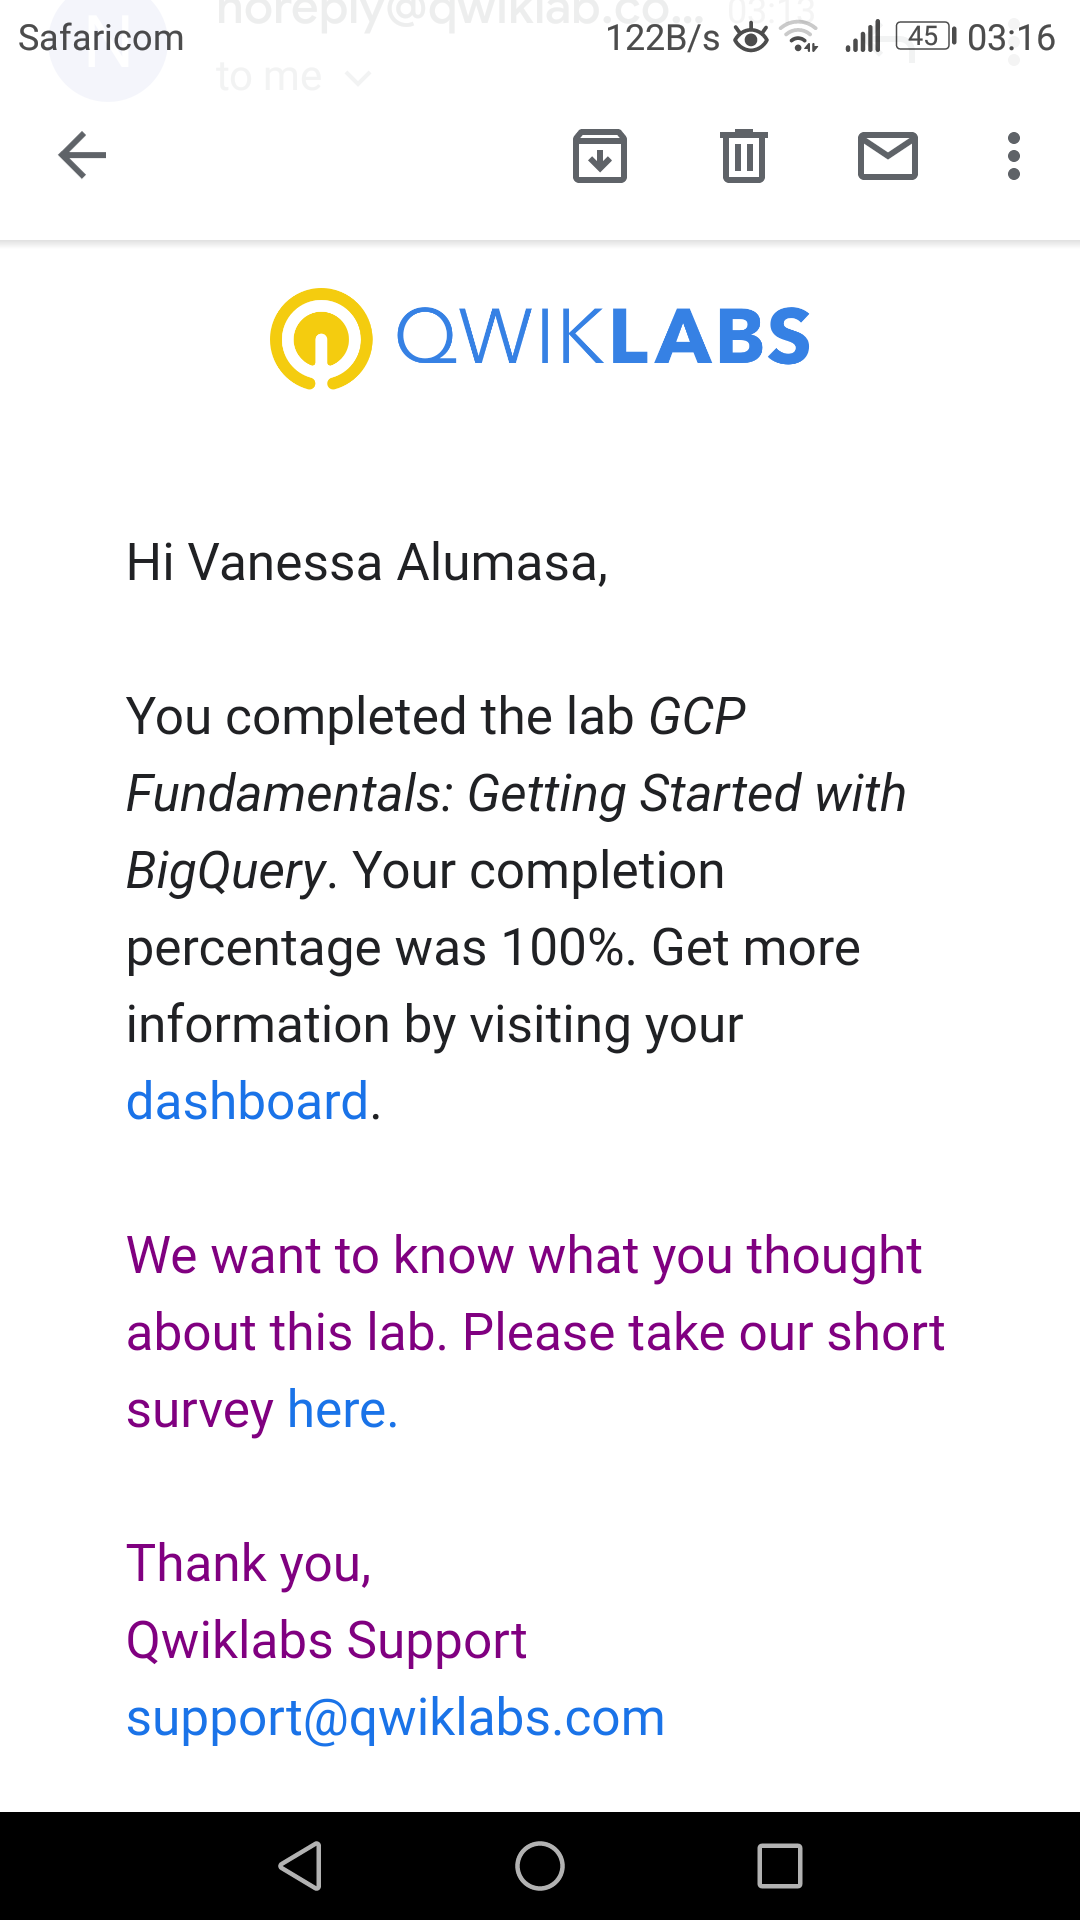 noreply@qwiklab.co... 03:13
Safaricom 122B/s 45 03:16
N
to me
QWIKLABS
Hi Vanessa Alumasa,
You completed the lab GCP
Fundamentals: Getting Started with
BigQuery. Your completion
percentage was 100%. Get more
information by visiting your
dashboard.
We want to know what you thought
about this lab. Please take our short
survey here.
Thank you,
Qwiklabs Support
support@qwiklabs.com